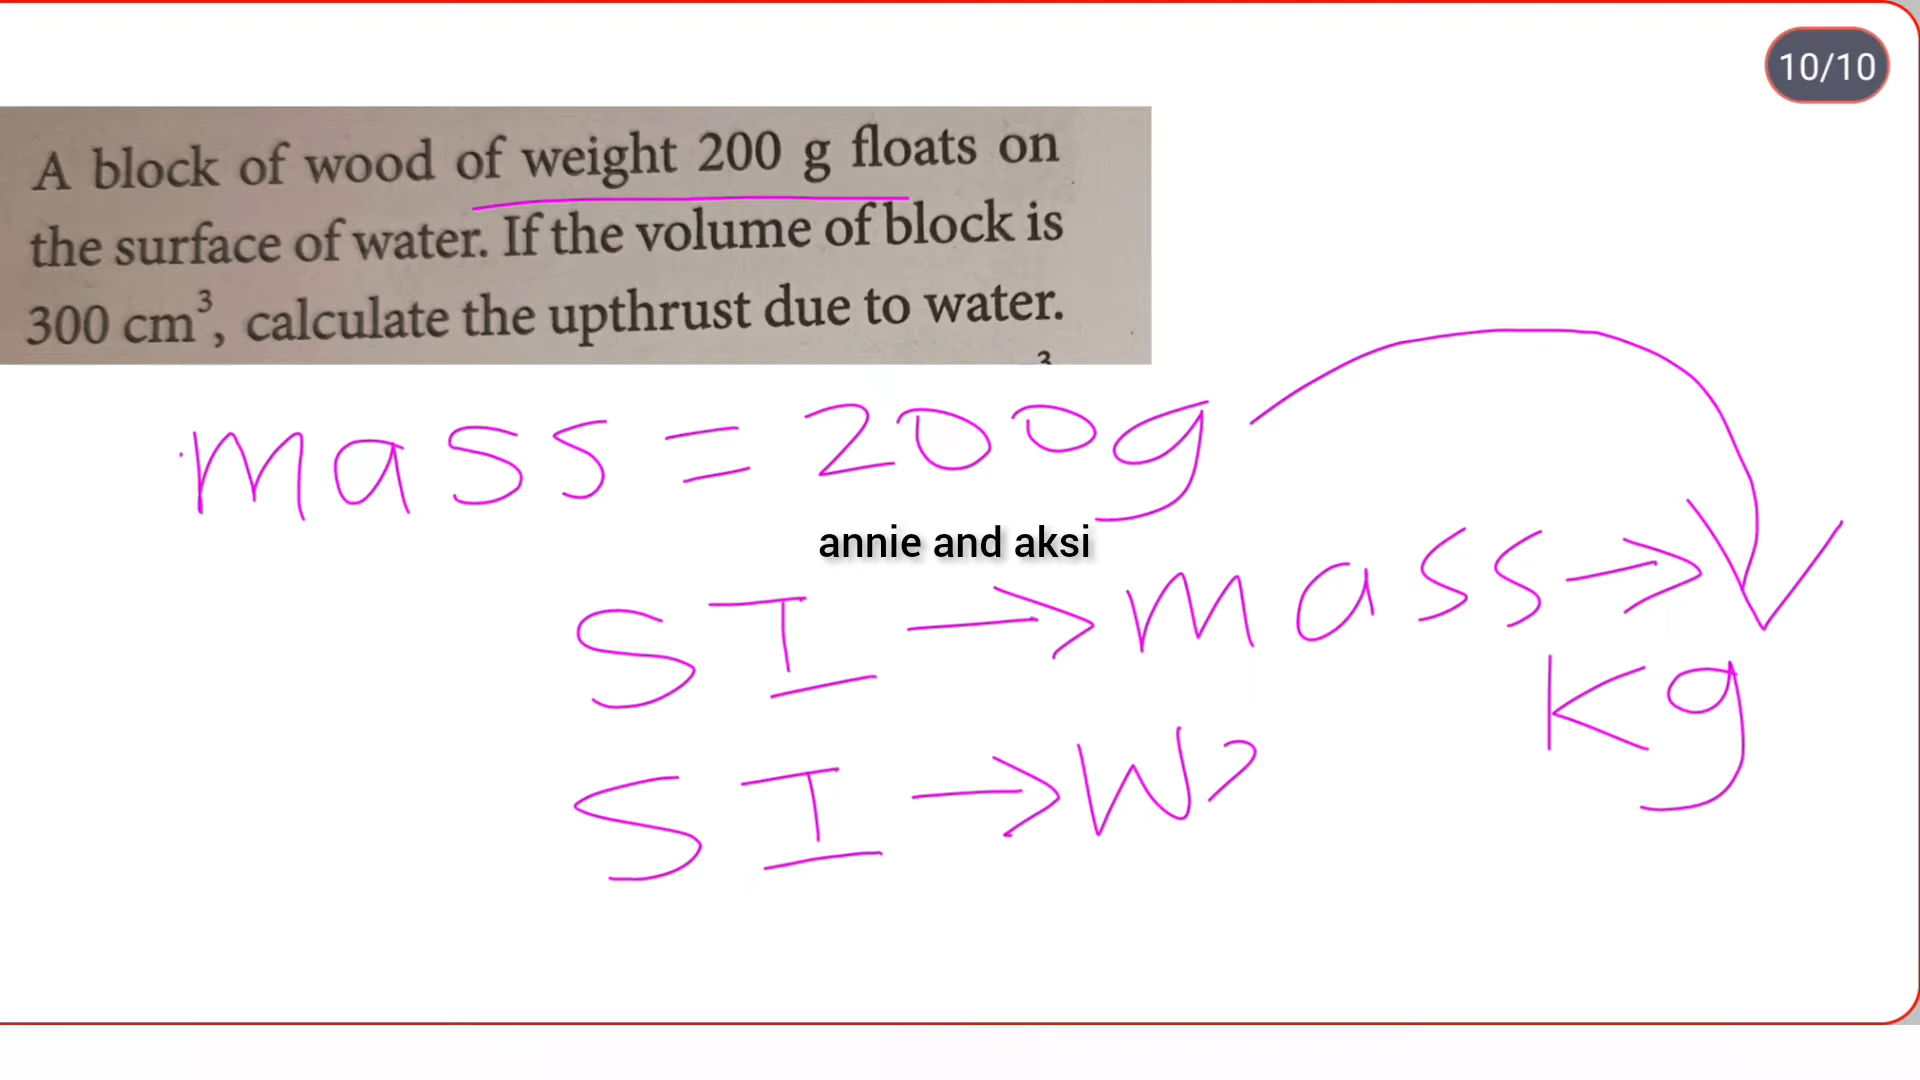 10/10
A block of wood of weight 200 g floats on
the surface of water. If the volume of block is
300 cm³, calculate the upthrust due to water.
3
mass = 200g
annie and aksi
SI → mass →
Kg
SI → W